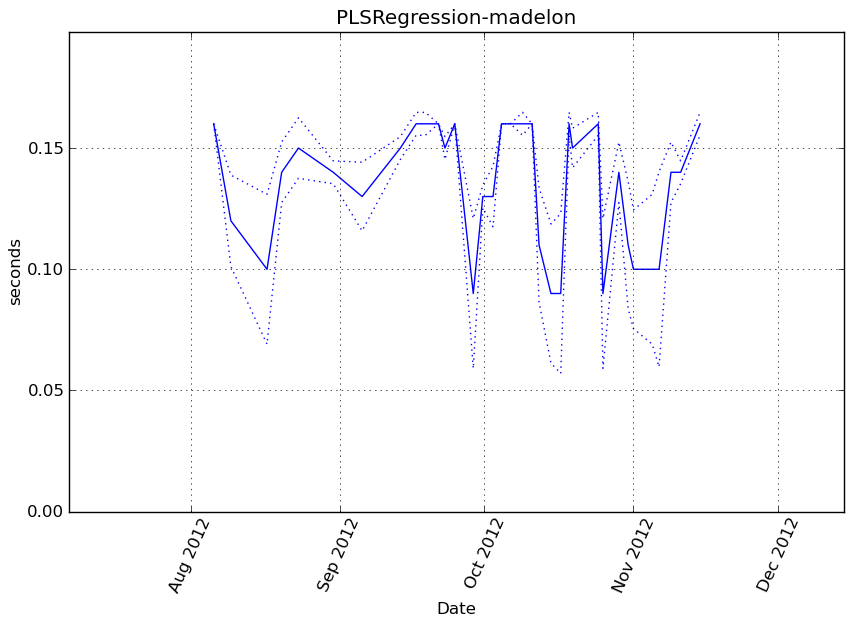 PLSRegression-madelon
seconds
0.15
0.10
0.05
0.00
Aug 2012
Sep 2012
Oct 2012
Nov 2012
Dec 2012
Date